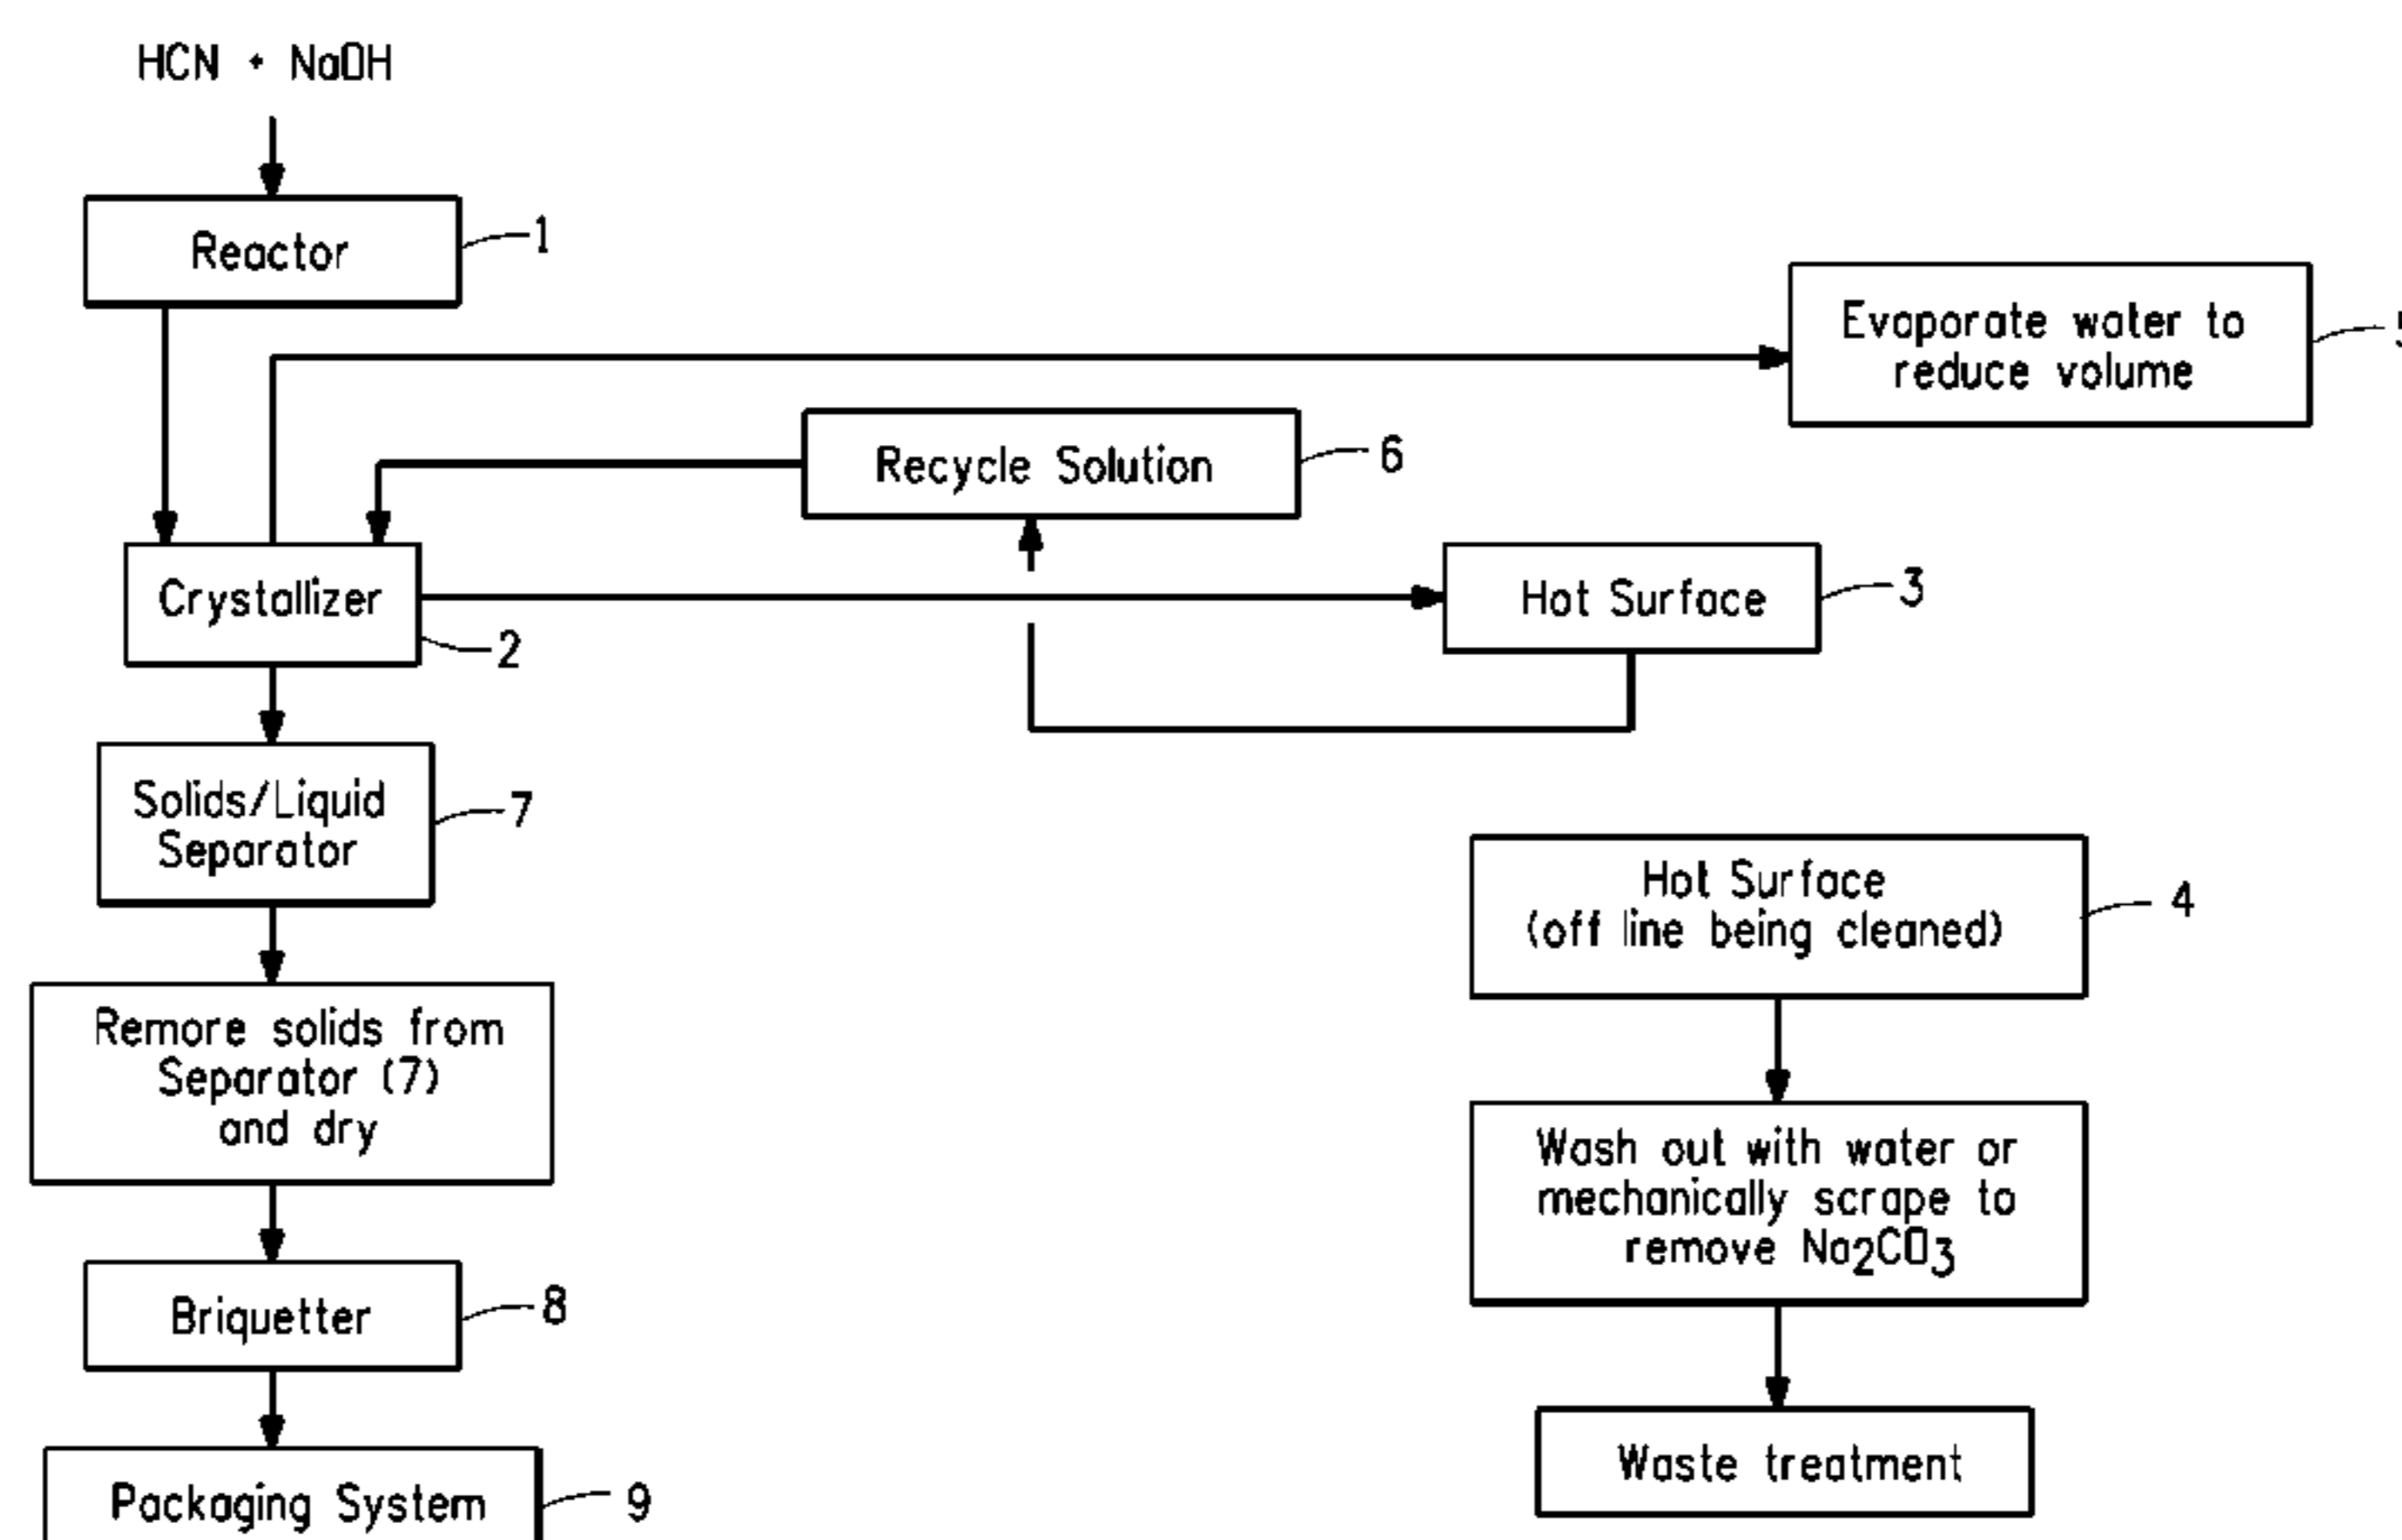 HCN + NaOH
Reactor
1
Evaporate water to
reduce volume
5
Recycle Solution
6
Crystallizer
2
Hot Surface
3
Solids/Liquid
Separator
7
Hot Surface
(off line being cleaned)
4
Remore solids from
Separator (7)
and dry
Wash out with water or
mechanically scrape to
remove Na₂CO₃
Briquetter
8
Waste treatment
Packaging System
9